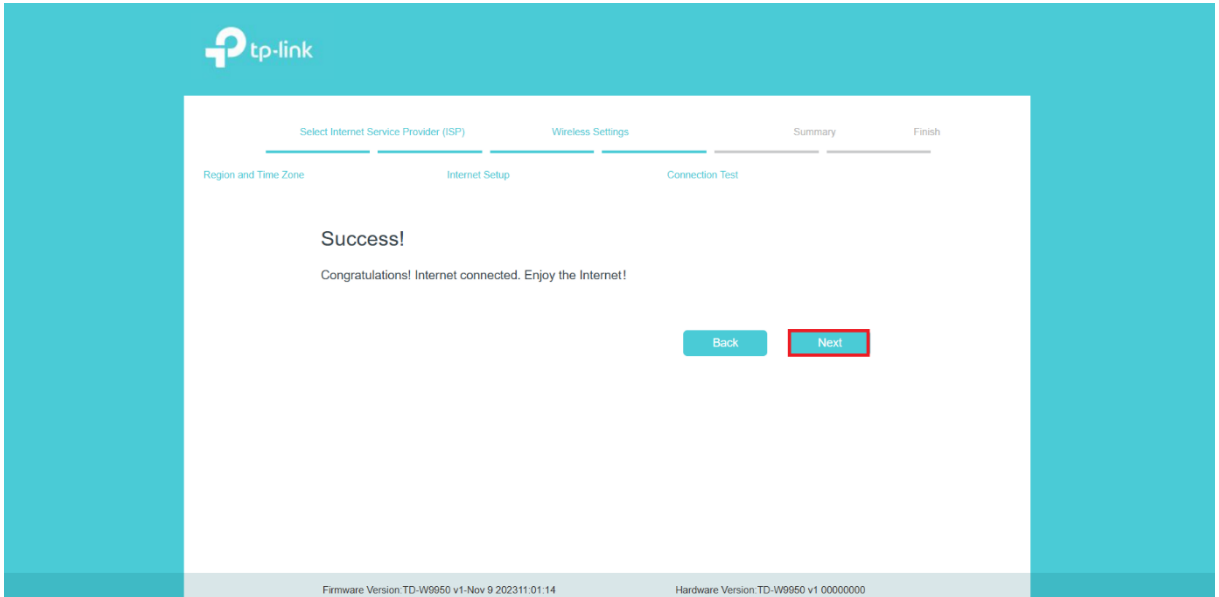 tp-link
Select Internet Service Provider (ISP) Wireless Settings Summary Finish
Region and Time Zone Internet Setup Connection Test
Success!
Congratulations! Internet connected. Enjoy the Internet!
Back Next
Firmware Version:TD-W9950 v1-Nov 9 202311:01:14 Hardware Version:TD-W9950 v1 00000000